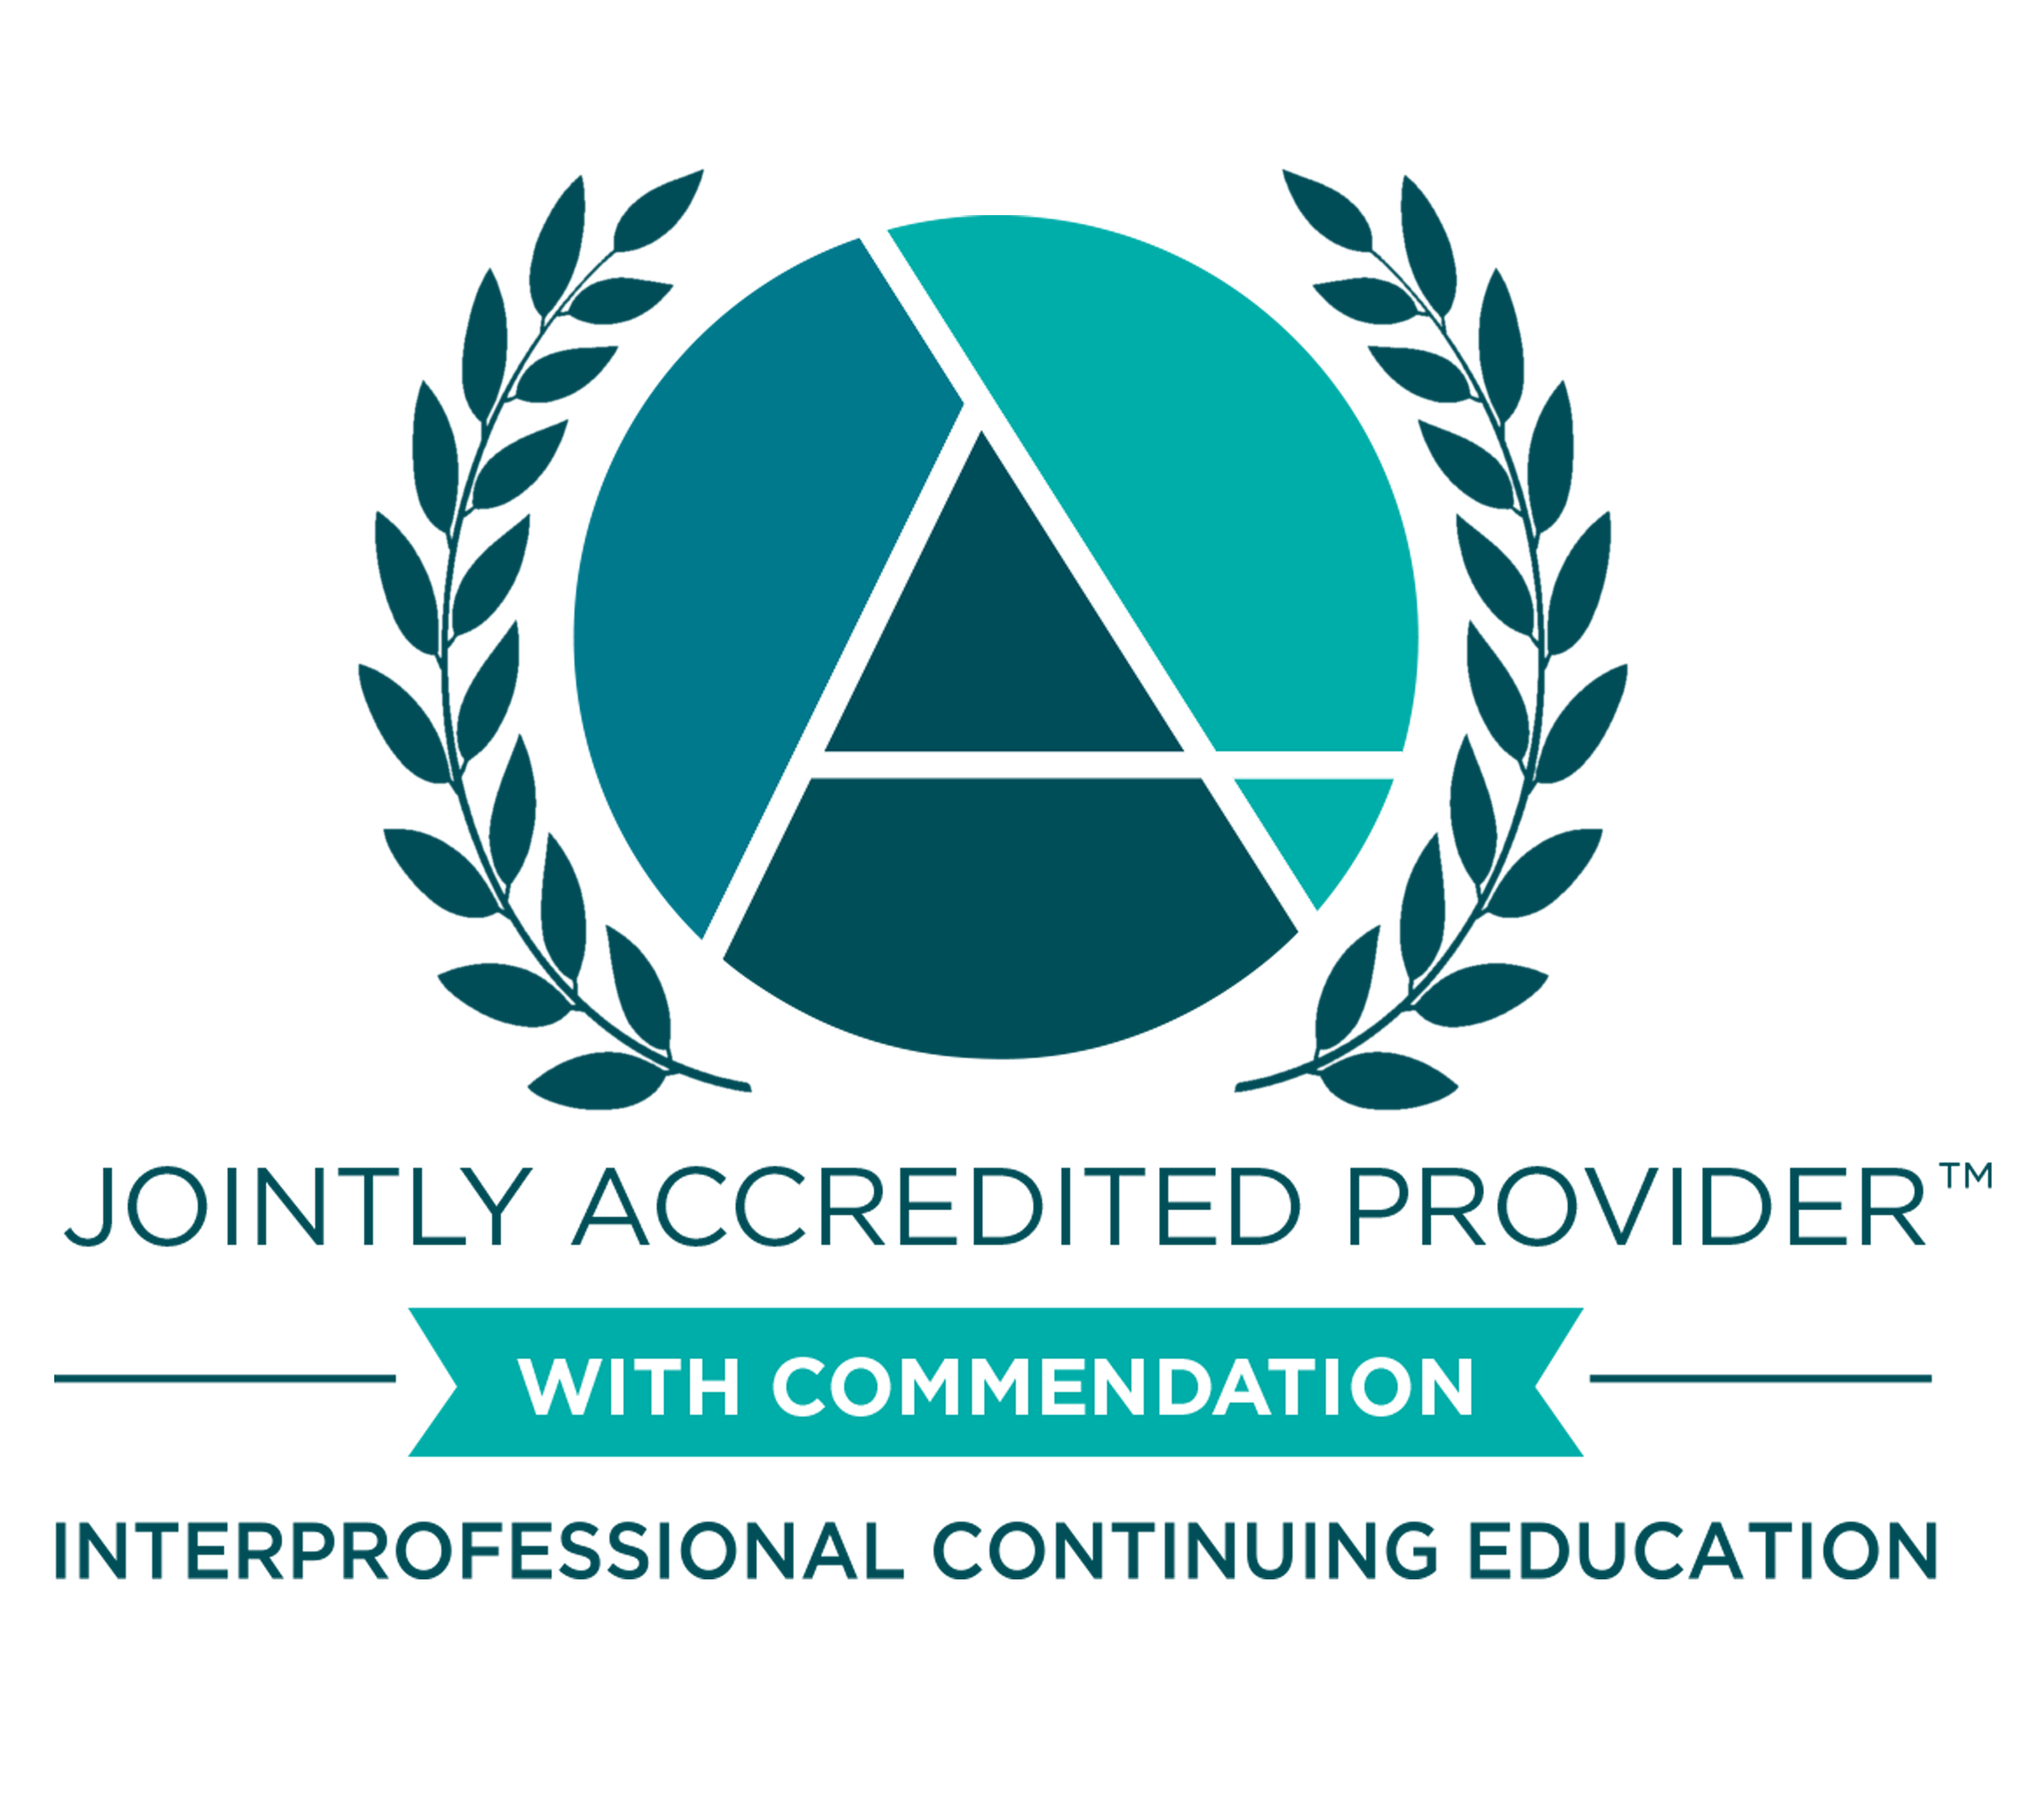 JOINTLY ACCREDITED PROVIDER™
WITH COMMENDATION
INTERPROFESSIONAL CONTINUING EDUCATION